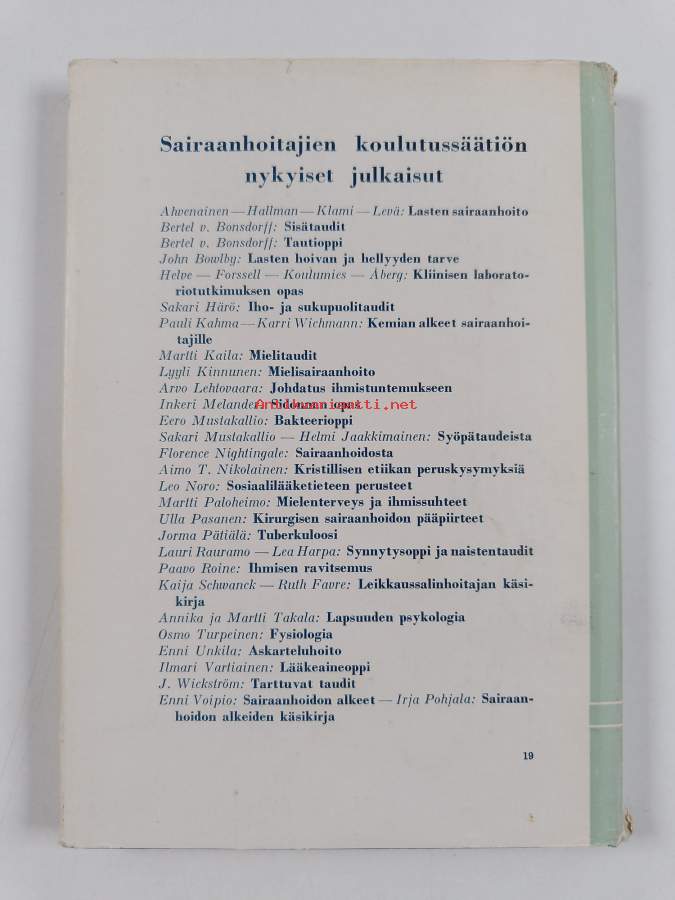 Sairaanhoitajien koulutussäätiön
nykyiset julkaisut
Ahvenainen — Hallman — Klami — Levä: Lasten sairaanhoito
Bertel v. Bonsdorff: Sisätaudit
Bertel v. Bonsdorff: Tautioppi
John Bowlby: Lasten hoivan ja hellyyden tarve
Helve — Forssell — Koulumies — Åberg: Kliinisen laborato-
riotutkimuksen opas
Sakari Härö: Iho- ja sukupuolitaudit
Pauli Kahma — Karri Wichmann: Kemian alkeet sairaanhoi-
tajille
Martti Kaila: Mielitaudit
Lyyli Kinnunen: Mielisairaanhoito
Arvo Lehtovaara: Johdatus ihmistuntemukseen
Inkeri Melander: Sidonnan opas
Antikvariaatti.net
Eero Mustakallio: Bakteerioppi
Sakari Mustakallio — Helmi Jaakkimainen: Syöpätaudeista
Florence Nightingale: Sairaanhoidosta
Aimo T. Nikolainen: Kristillisen etiikan peruskysymyksiä
Leo Noro: Sosiaalilääketieteen perusteet
Martti Paloheimo: Mielenterveys ja ihmissuhteet
Ulla Pasanen: Kirurgisen sairaanhoidon pääpiirteet
Jorma Pätiälä: Tuberkuloosi
Lauri Rauramo — Lea Harpa: Synnytysoppi ja naistentaudit
Paavo Roine: Ihmisen ravitsemus
Kaija Schwanck — Ruth Favre: Leikkaussalinhoitajan käsi-
kirja
Annika ja Martti Takala: Lapsuuden psykologia
Osmo Turpeinen: Fysiologia
Enni Unkila: Askarteluhoito
Ilmari Vartiainen: Lääkeaineoppi
J. Wickström: Tarttuvat taudit
Enni Voipio: Sairaanhoidon alkeet — Irja Pohjala: Sairaan-
hoidon alkeiden käsikirja
19